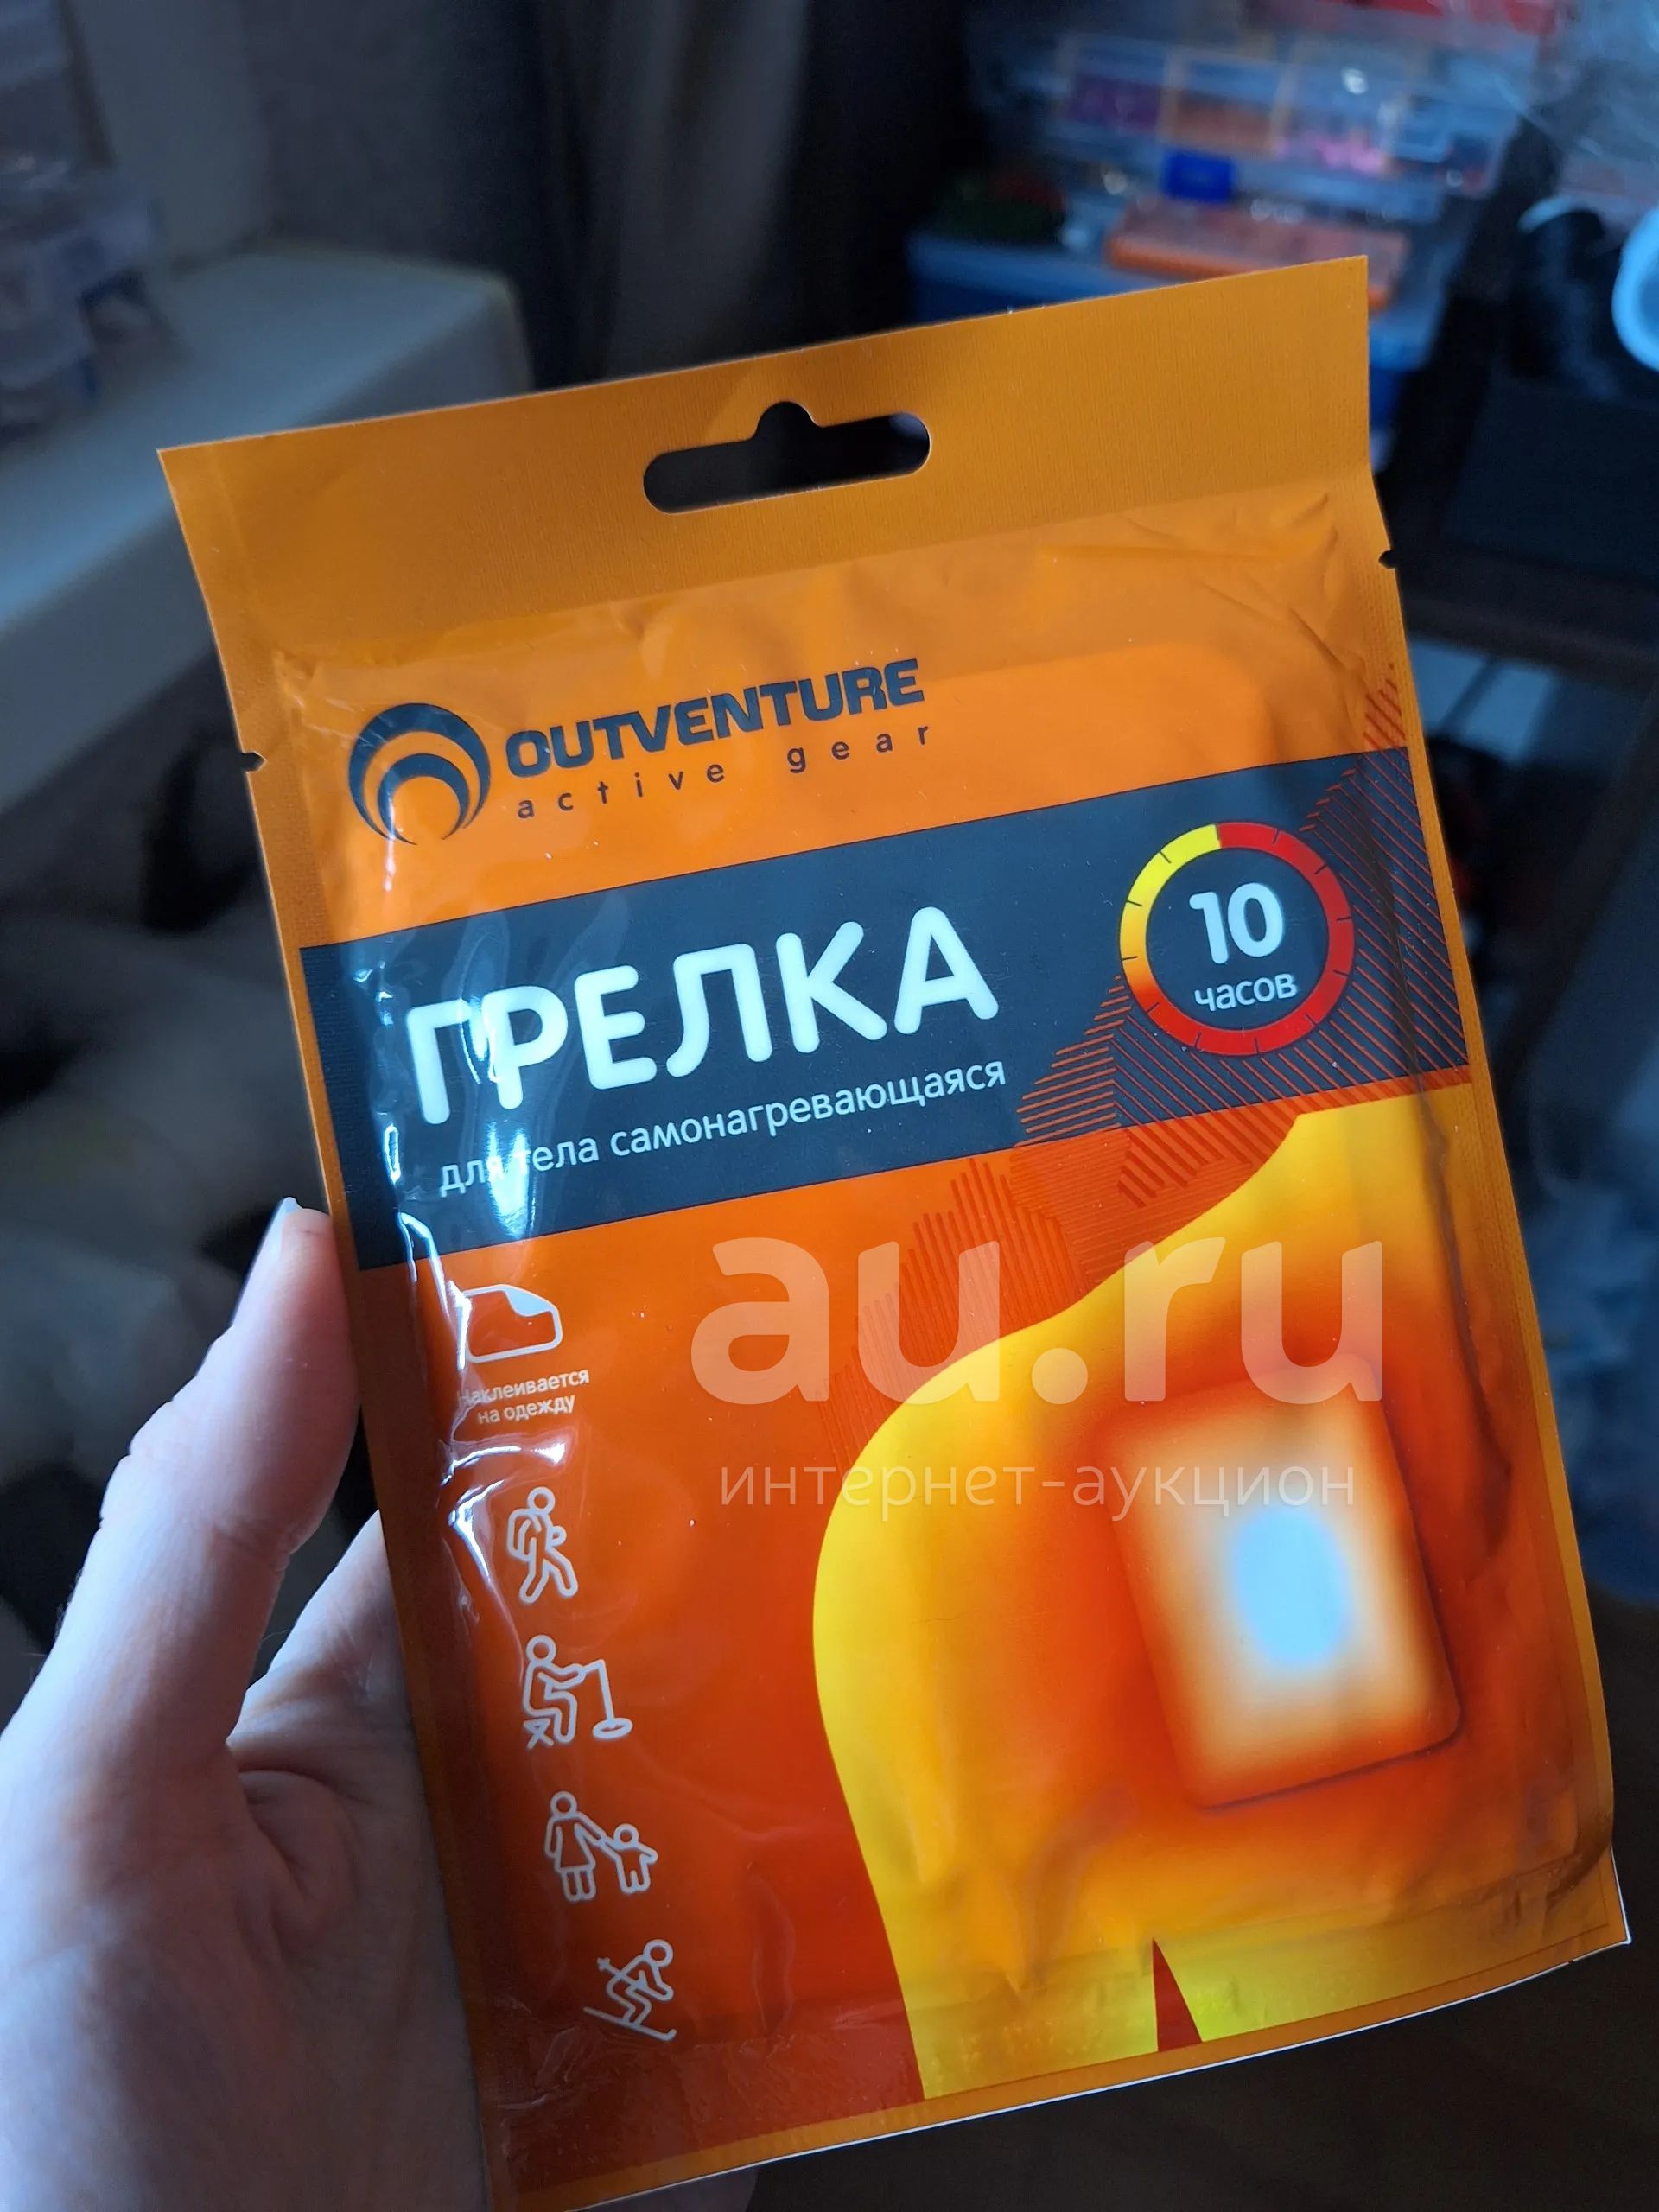 OUTVENTURE
active gear
ГРЕЛКА
для тела самонагревающаяся
10
часов
Наклеивается
на одежду
au.ru
интернет-аукцион